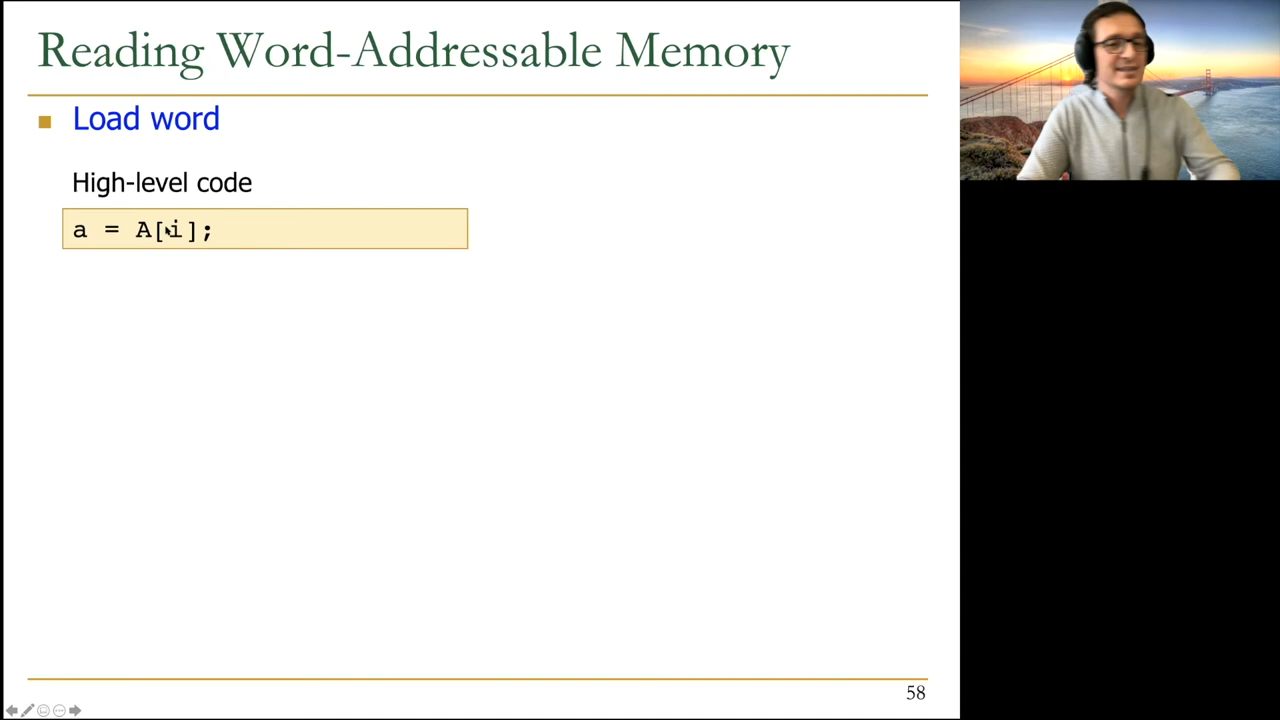 Reading Word-Addressable Memory
Load word
High-level code
a = A[i];
58